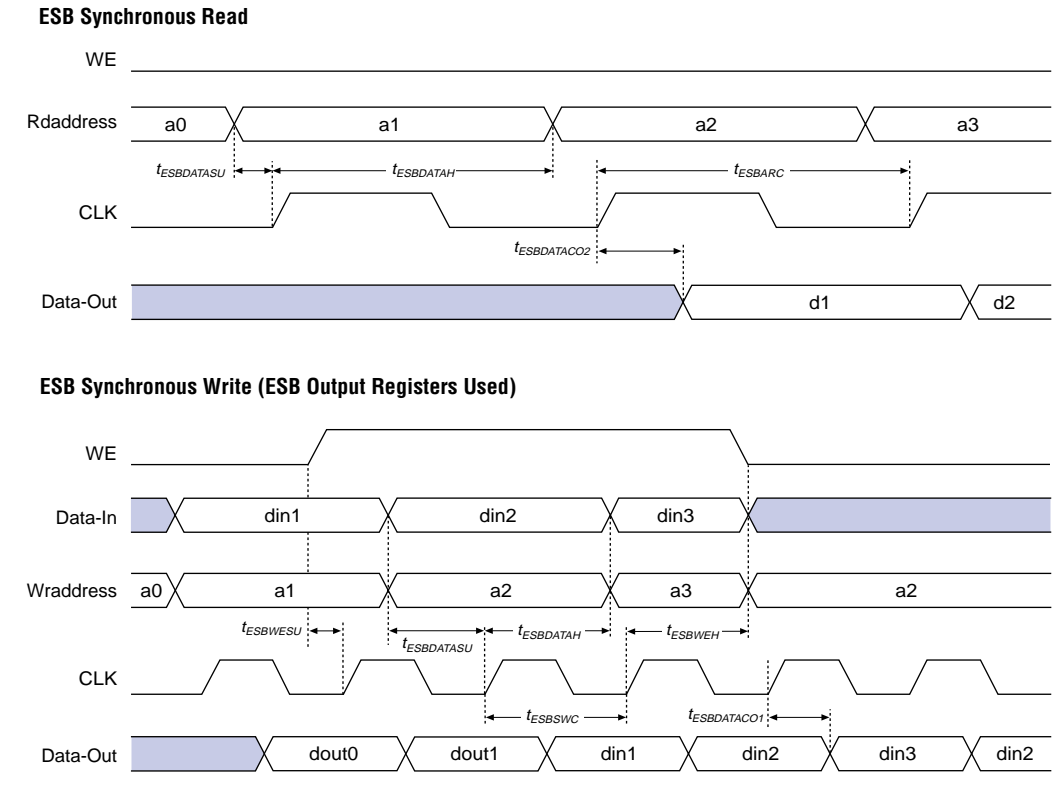 ESB Synchronous Read
WE
Rdaddress a0 a1 a2 a3
tESBDATASU tESBDATAH tESBARC
CLK
tESBDATACO2
Data-Out d1 d2
ESB Synchronous Write (ESB Output Registers Used)
WE
Data-In din1 din2 din3
Wraddress a0 a1 a2 a3 a2
tESBWESU tESBDATASU tESBDATAH tESBWEH
CLK
tESBSWC tESBDATACO1
Data-Out dout0 dout1 din1 din2 din3 din2